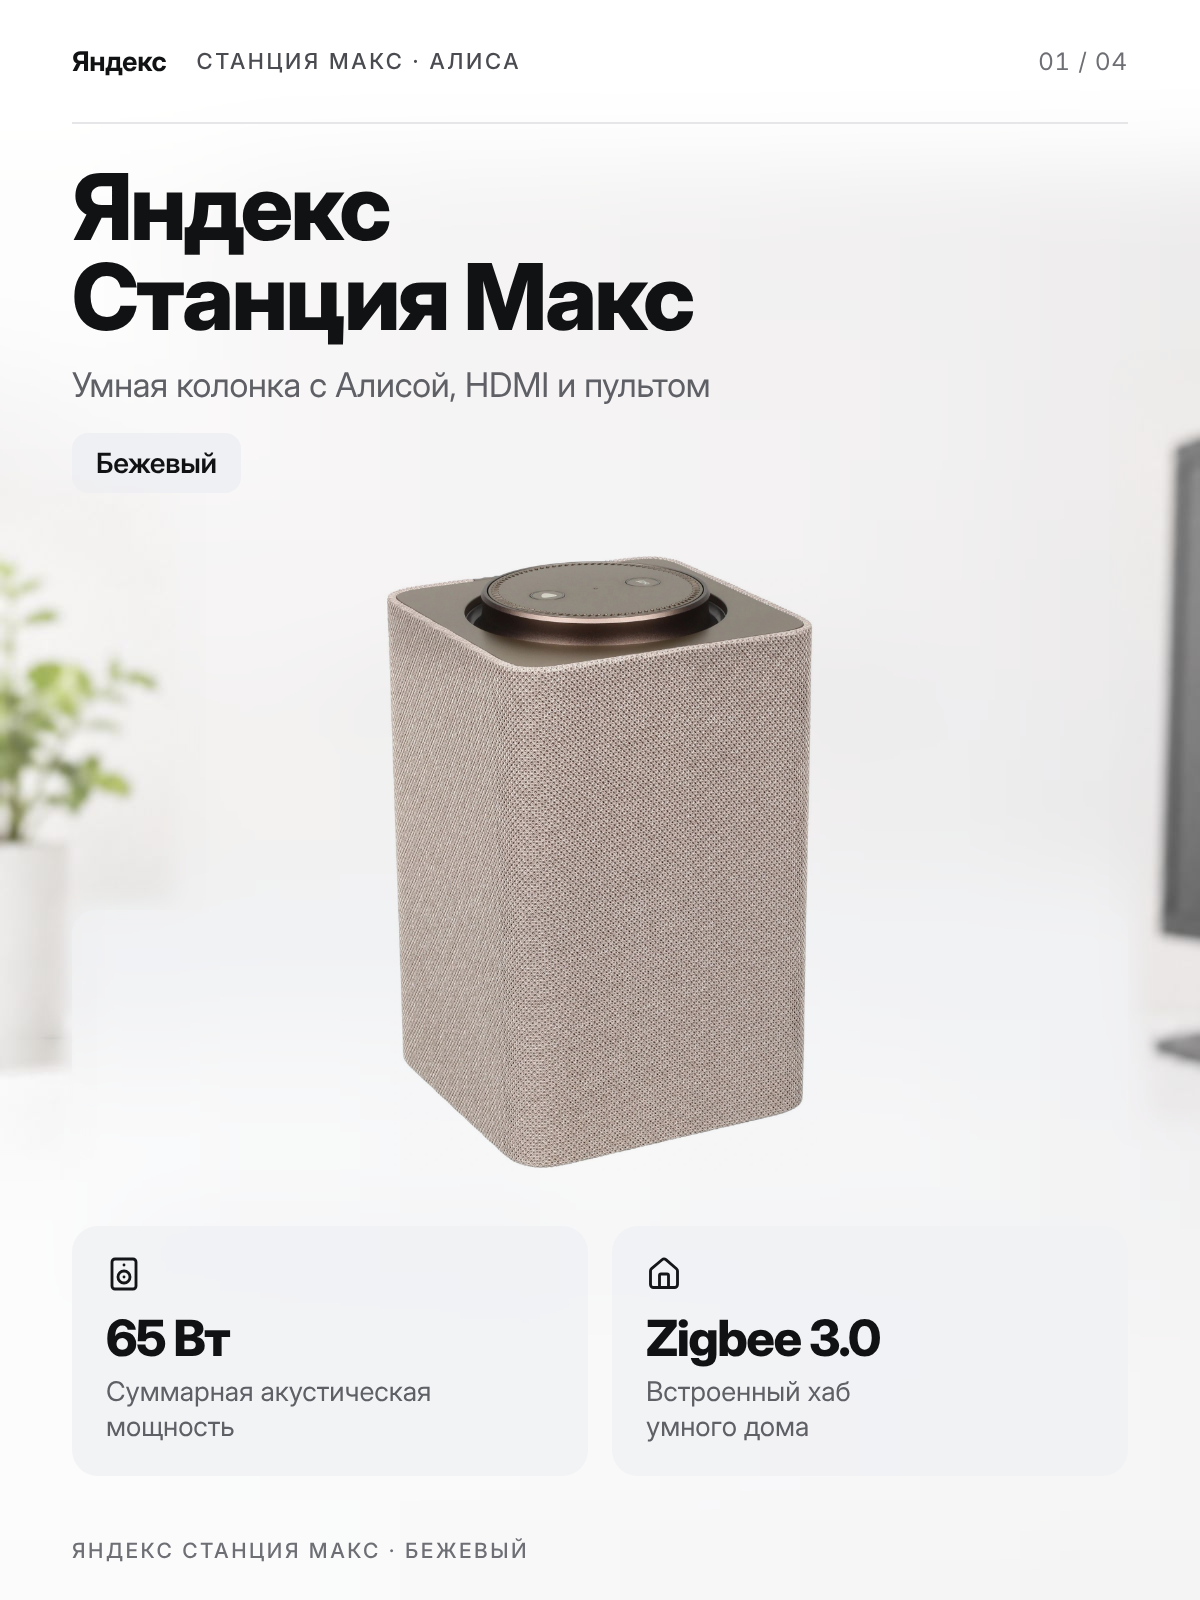 Яндекс СТАНЦИЯ МАКС · АЛИСА 01 / 04
Яндекс
Станция Макс
Умная колонка с Алисой, HDMI и пультом
Бежевый
65 Вт
Суммарная акустическая
мощность
Zigbee 3.0
Встроенный хаб
умного дома
ЯНДЕКС СТАНЦИЯ МАКС · БЕЖЕВЫЙ